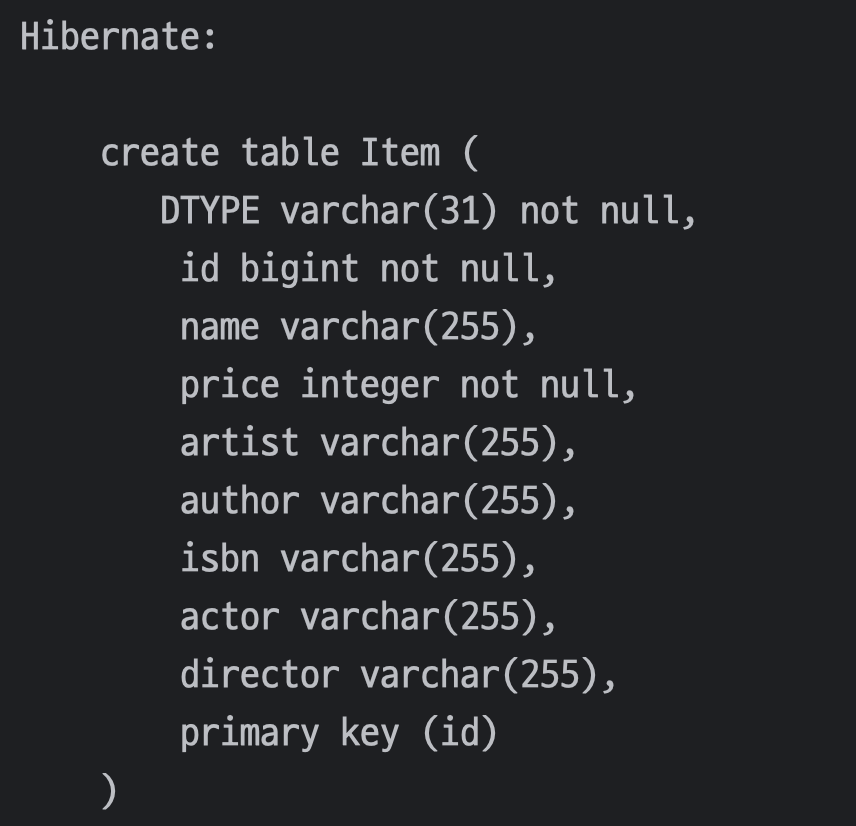 Hibernate:
create table Item (
DTYPE varchar(31) not null,
id bigint not null,
name varchar(255),
price integer not null,
artist varchar(255),
author varchar(255),
isbn varchar(255),
actor varchar(255),
director varchar(255),
primary key (id)
)